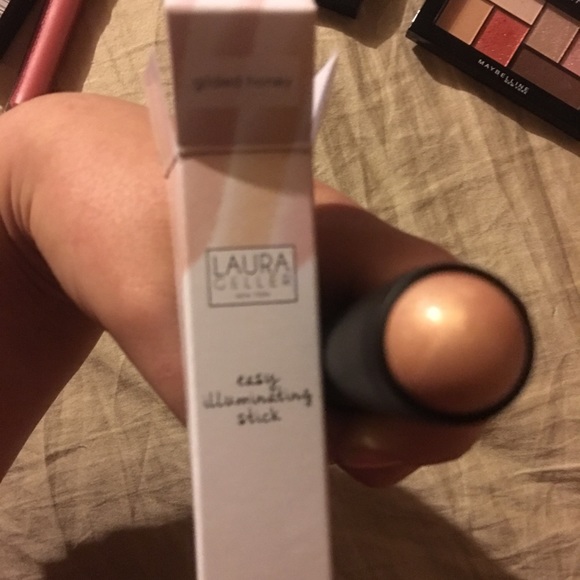 MAYBELLINE
gilded honey
LAURA
GELLER
NEW YORK
easy
illuminating
stick